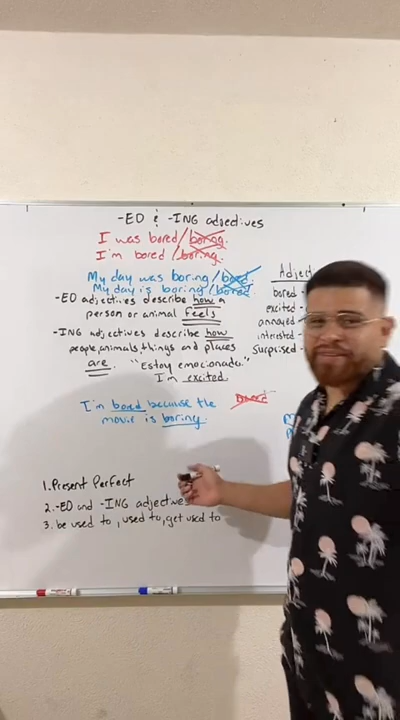 -ED & -ING adjectives
I was bored/boring.
I'm bored/boring.
My day was boring/bored.
My day is boring/bored.
-ED adjectives describe how a
person or animal feels
-ING adjectives describe how
people, animals, things and places
are. "Estoy emocionado."
I'm excited.
I'm bored because the
movie is boring.
Adject
bored -
excited -
annoyed
interested
surprised -
1. Present Perfect
2. -ED and -ING adjectives
3. be used to, used to, get used to